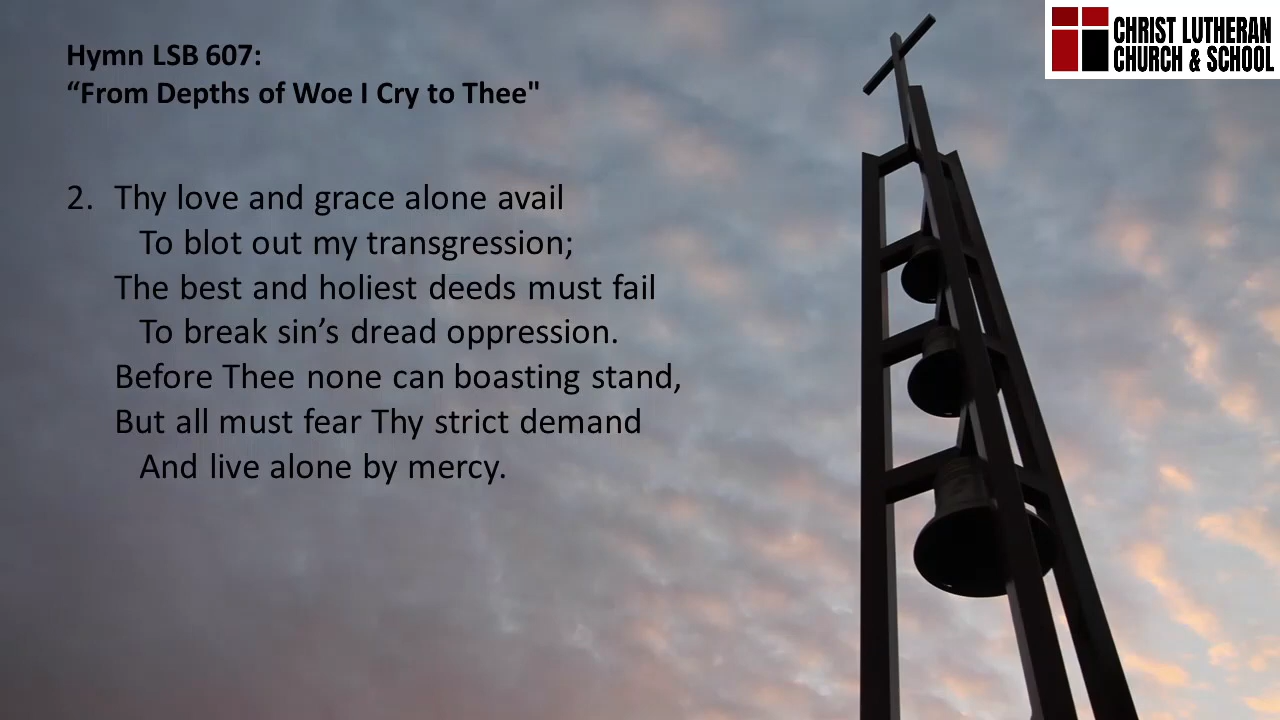 Hymn LSB 607:
“From Depths of Woe I Cry to Thee"
CHRIST LUTHERAN
CHURCH & SCHOOL
2. Thy love and grace alone avail
To blot out my transgression;
The best and holiest deeds must fail
To break sin’s dread oppression.
Before Thee none can boasting stand,
But all must fear Thy strict demand
And live alone by mercy.